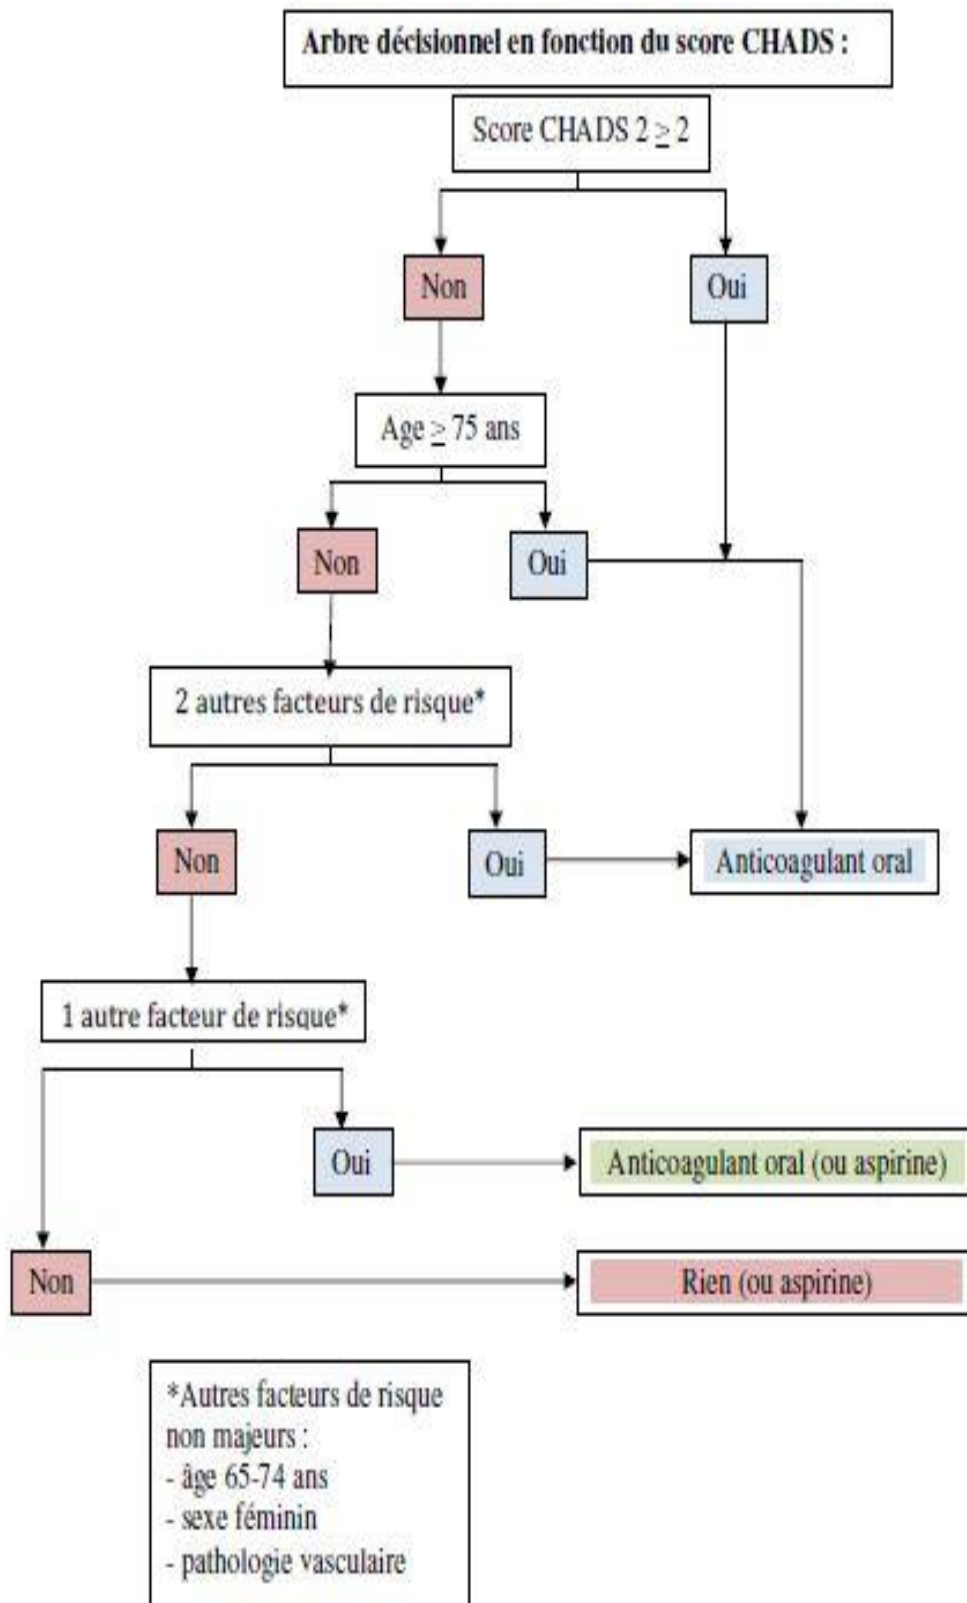 Arbre décisionnel en fonction du score CHADS :
Score CHADS 2 ≥ 2
Non
Oui
Age ≥ 75 ans
Non
Oui
2 autres facteurs de risque*
Non
Oui
Anticoagulant oral
1 autre facteur de risque*
Oui
Anticoagulant oral (ou aspirine)
Non
Rien (ou aspirine)
*Autres facteurs de risque
non majeurs :
- âge 65-74 ans
- sexe féminin
- pathologie vasculaire